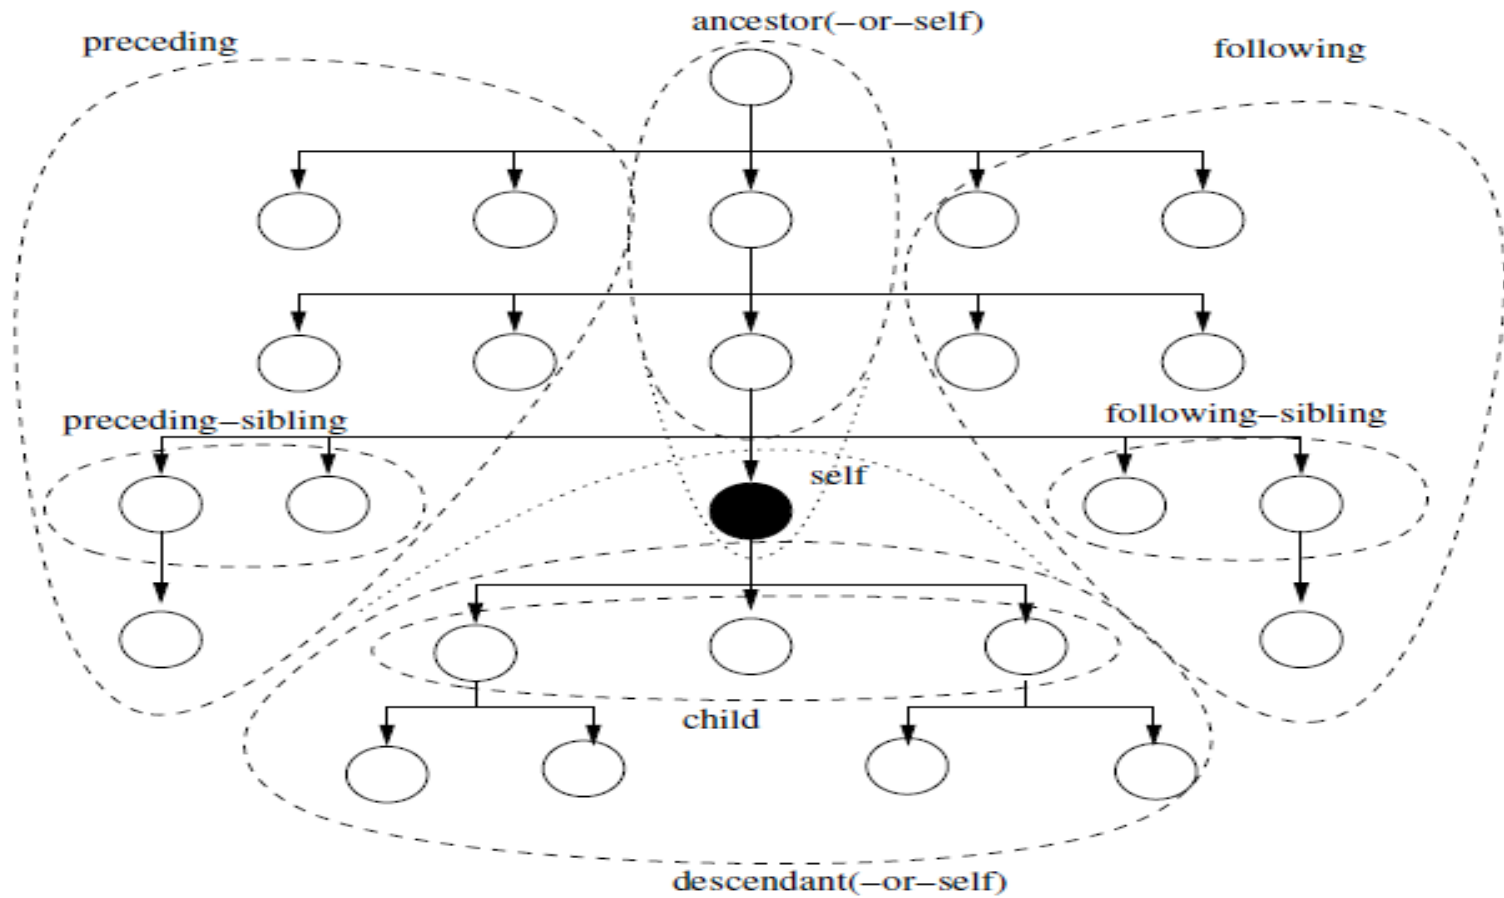 ancestor(−or−self)
preceding
following
preceding−sibling
following−sibling
self
child
descendant(−or−self)